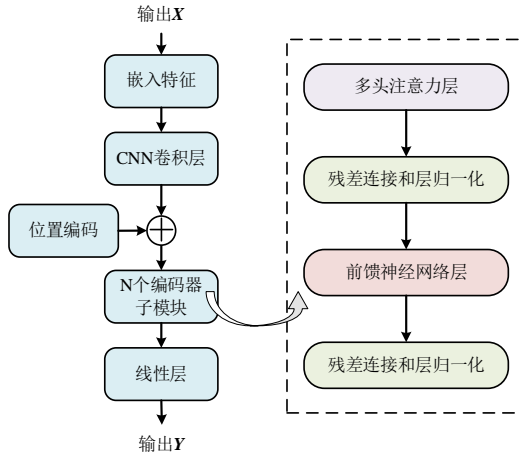 输出X
嵌入特征
CNN卷积层
位置编码
N个编码器
子模块
线性层
输出Y
多头注意力层
残差连接和层归一化
前馈神经网络层
残差连接和层归一化